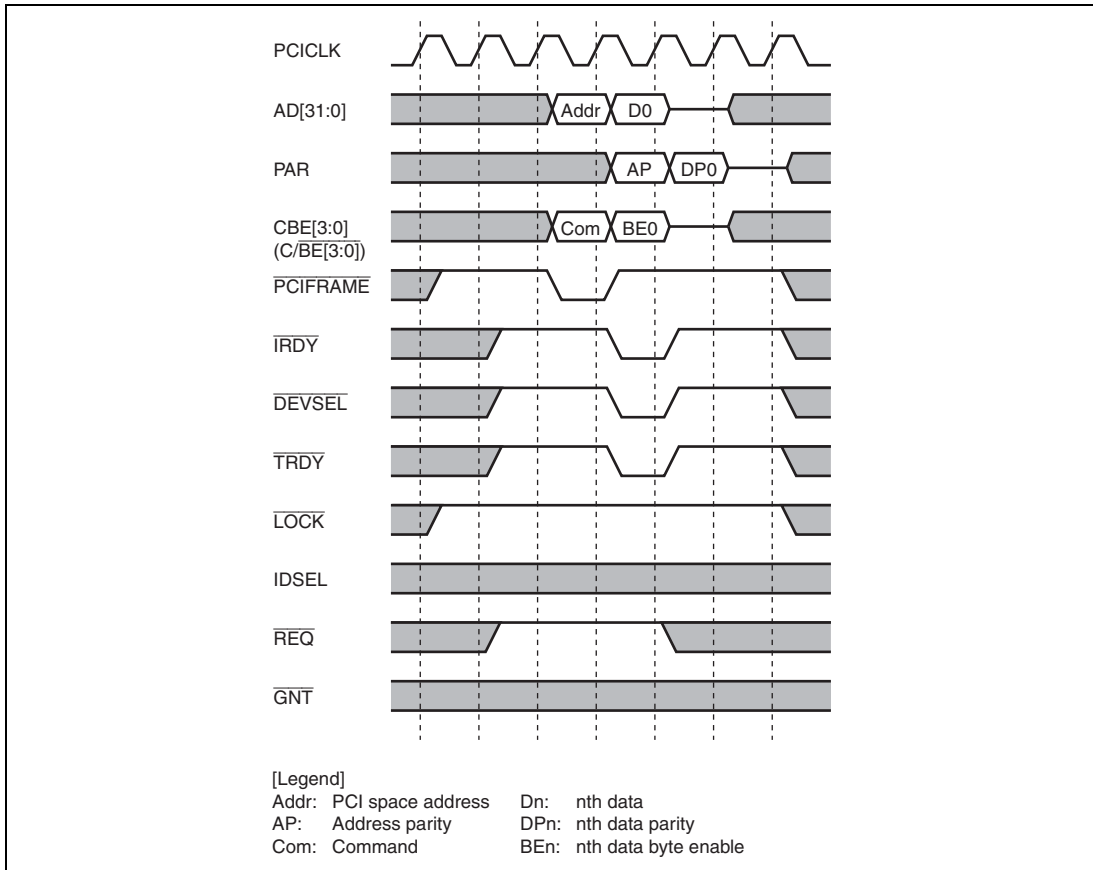 PCICLK
AD[31:0] Addr D0
PAR AP DP0
CBE[3:0] Com BE0
(C/BE[3:0])
PCIFRAME
IRDY
DEVSEL
TRDY
LOCK
IDSEL
REQ
GNT
[Legend]
Addr: PCI space address Dn: nth data
AP: Address parity DPn: nth data parity
Com: Command BEn: nth data byte enable